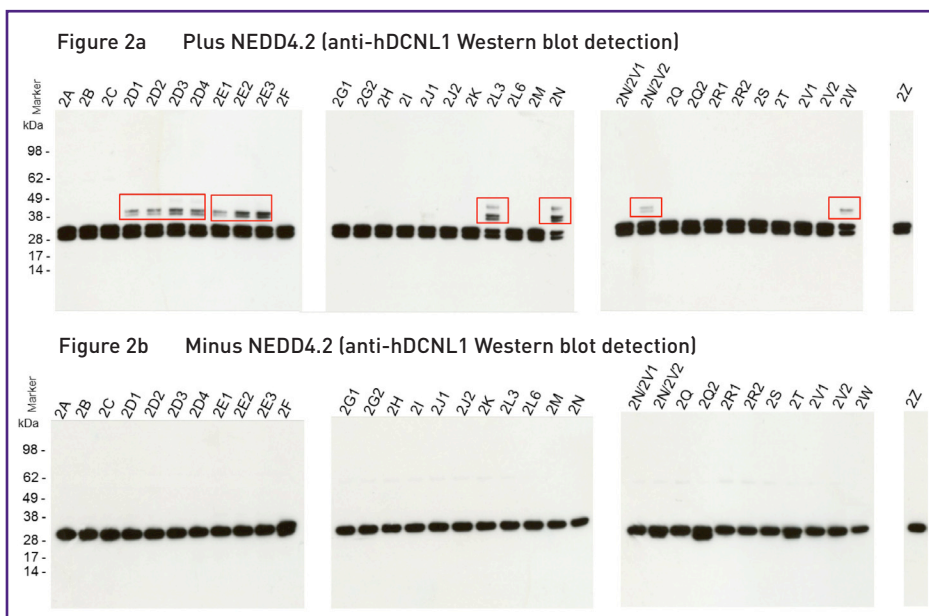 Figure 2a Plus NEDD4.2 (anti-hDCNL1 Western blot detection)
Marker 2A 2B 2C 2D1 2D2 2D3 2D4 2E1 2E2 2E3 2F 2G1 2G2 2H 2I 2J1 2J2 2K 2L3 2L6 2M 2N 2N/2V1 2N/2V2 2Q 2Q2 2R1 2R2 2S 2T 2V1 2V2 2W 2Z
kDa
98 -
62 -
49 -
38 -
28 -
17 -
14 -
Figure 2b Minus NEDD4.2 (anti-hDCNL1 Western blot detection)
Marker 2A 2B 2C 2D1 2D2 2D3 2D4 2E1 2E2 2E3 2F 2G1 2G2 2H 2I 2J1 2J2 2K 2L3 2L6 2M 2N 2N/2V1 2N/2V2 2Q 2Q2 2R1 2R2 2S 2T 2V1 2V2 2W 2Z
kDa
98 -
62 -
49 -
38 -
28 -
17 -
14 -